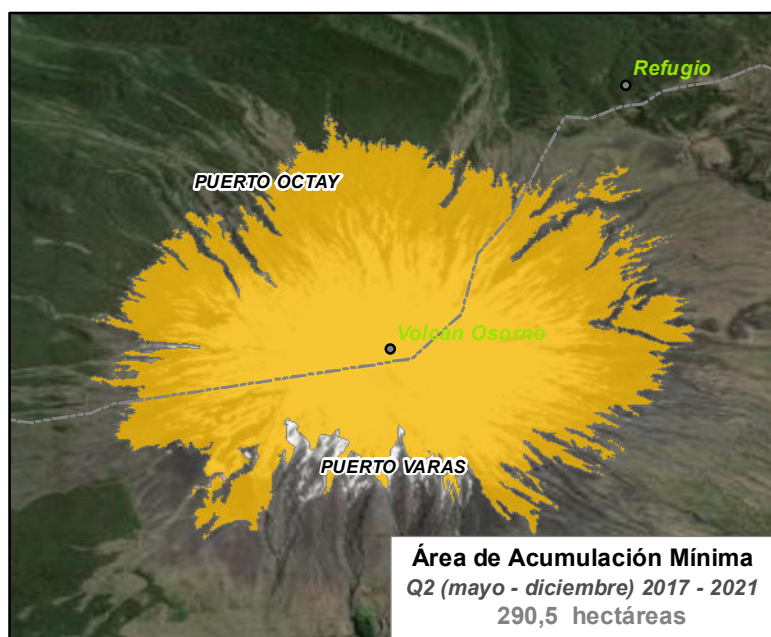 Refugio
PUERTO OCTAY
Volcán Osorno
PUERTO VARAS
Área de Acumulación Mínima
Q2 (mayo - diciembre) 2017 - 2021
290,5 hectáreas